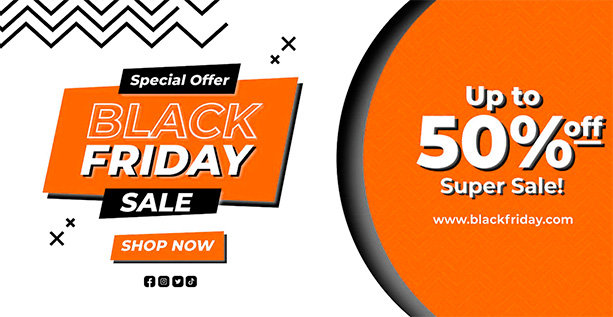 Special Offer
BLACK
FRIDAY
SALE
SHOP NOW
Up to
50% off
Super Sale!
www.blackfriday.com